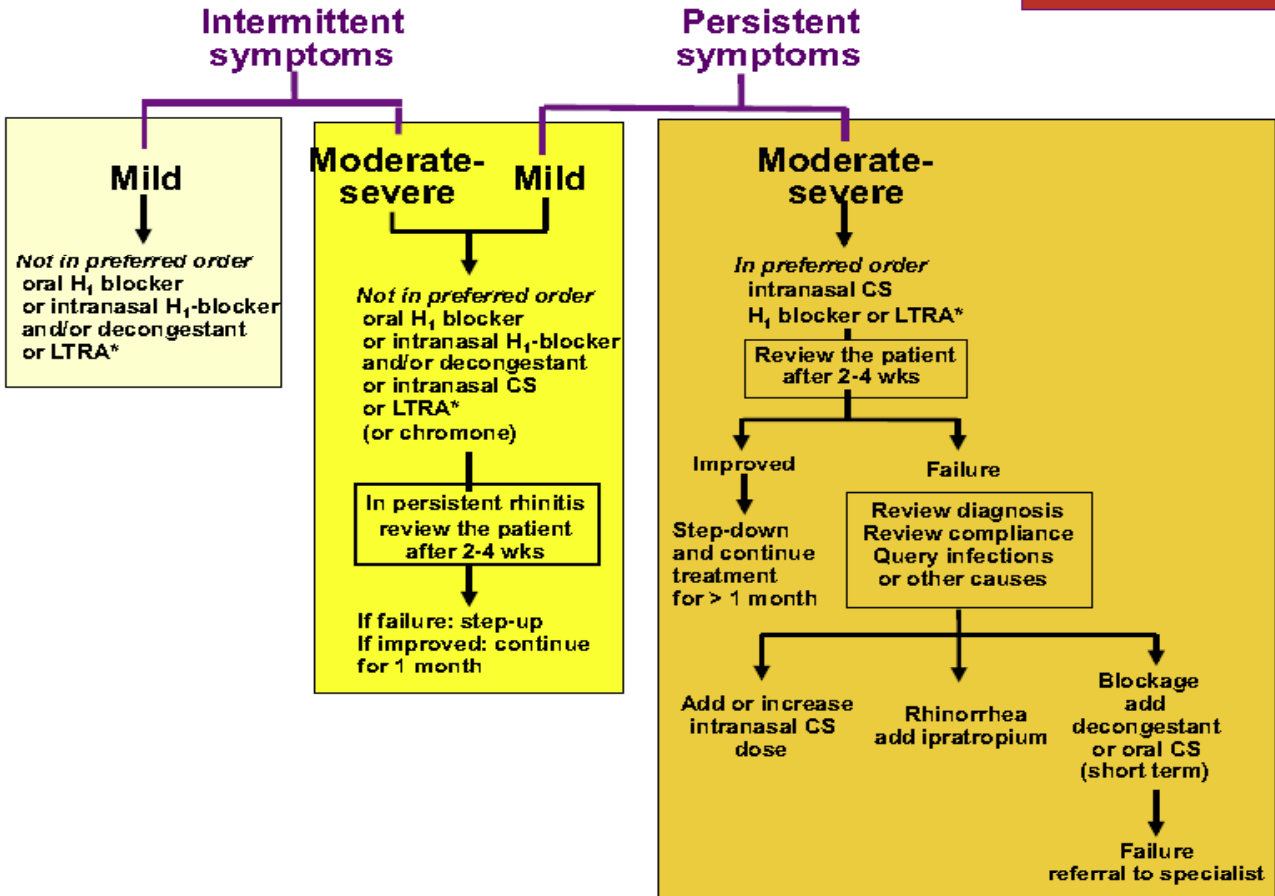 Intermittent
symptoms
Persistent
symptoms
Mild
Not in preferred order
oral H₁ blocker
or intranasal H₁-blocker
and/or decongestant
or LTRA*
Moderate-
severe
Mild
Not in preferred order
oral H₁ blocker
or intranasal H₁-blocker
and/or decongestant
or intranasal CS
or LTRA*
(or chromone)
In persistent rhinitis
review the patient
after 2-4 wks
If failure: step-up
If improved: continue
for 1 month
Moderate-
severe
In preferred order
intranasal CS
H₁ blocker or LTRA*
Review the patient
after 2-4 wks
Improved
Step-down
and continue
treatment
for > 1 month
Failure
Review diagnosis
Review compliance
Query infections
or other causes
Add or increase
intranasal CS
dose
Rhinorrhea
add ipratropium
Blockage
add
decongestant
or oral CS
(short term)
Failure
referral to specialist